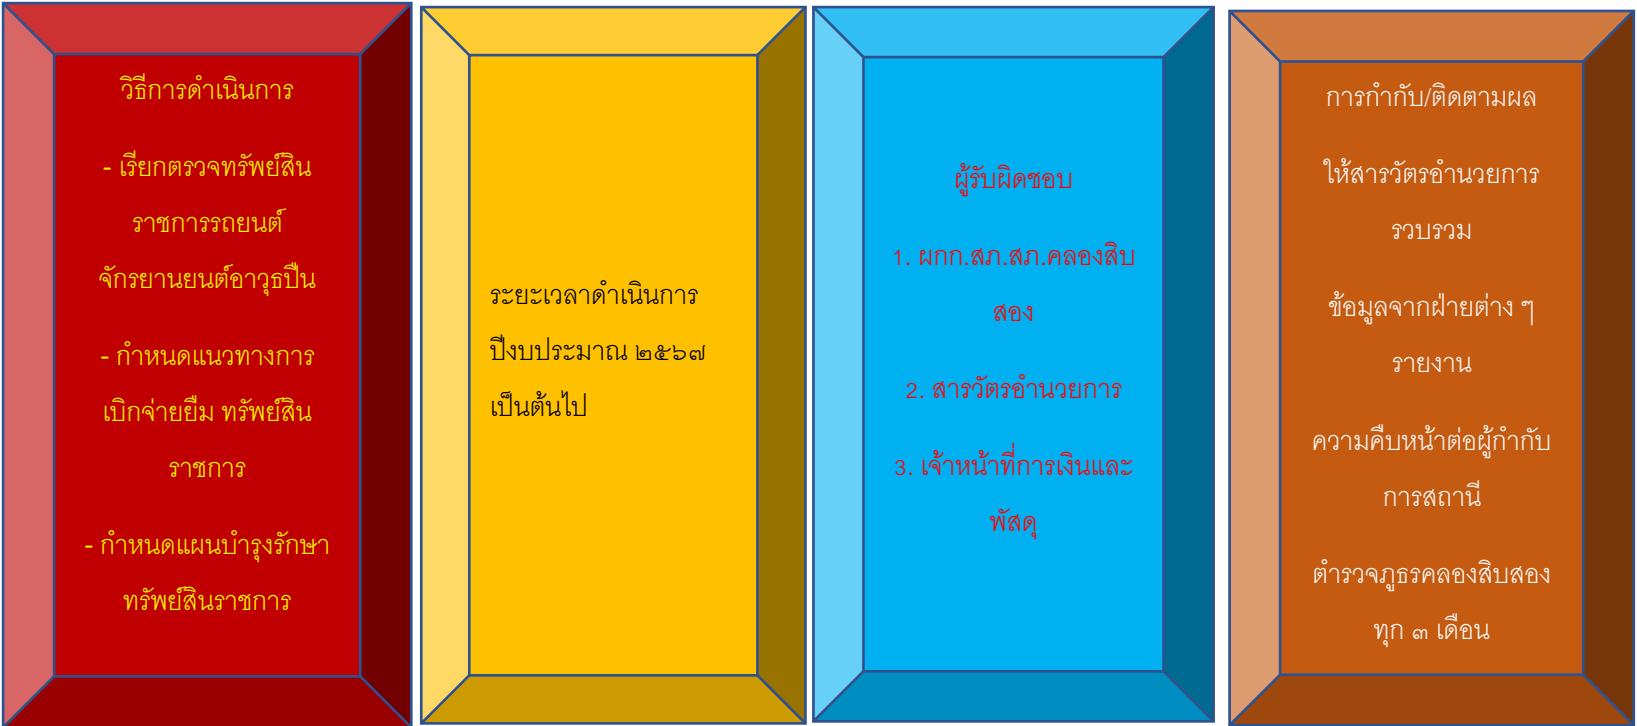 วิธีการดำเนินการ
- เรียกตรวจทรัพย์สิน
ราชการรถยนต์
จักรยานยนต์อาวุธปืน
- กำหนดแนวทางการ
เบิกจ่ายยืม ทรัพย์สิน
ราชการ
- กำหนดแผนบำรุงรักษา
ทรัพย์สินราชการ
ระยะเวลาดำเนินการ
ปีงบประมาณ ๒๕๖๗
เป็นต้นไป
ผู้รับผิดชอบ
1. ผกก.สภ.สภ.คลองสิบ
สอง
2. สารวัตรอำนวยการ
3. เจ้าหน้าที่การเงินและ
พัสดุ
การกำกับ/ติดตามผล
ให้สารวัตรอำนวยการ
รวบรวม
ข้อมูลจากฝ่ายต่าง ๆ
รายงาน
ความคืบหน้าต่อผู้กำกับ
การสถานี
ตำรวจภูธรคลองสิบสอง
ทุก ๓ เดือน